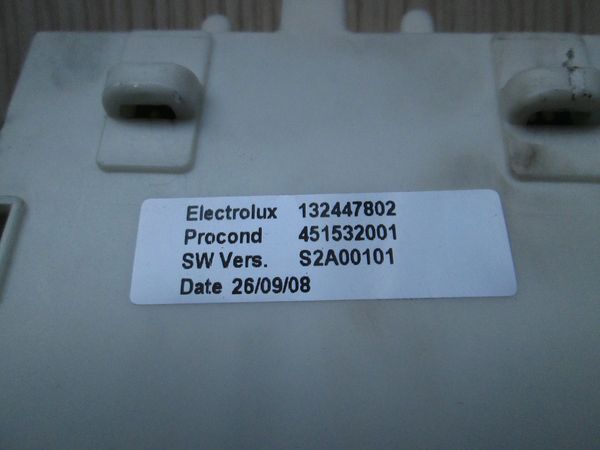 Electrolux 132447802
Procond 451532001
SW Vers. S2A00101
Date 26/09/08